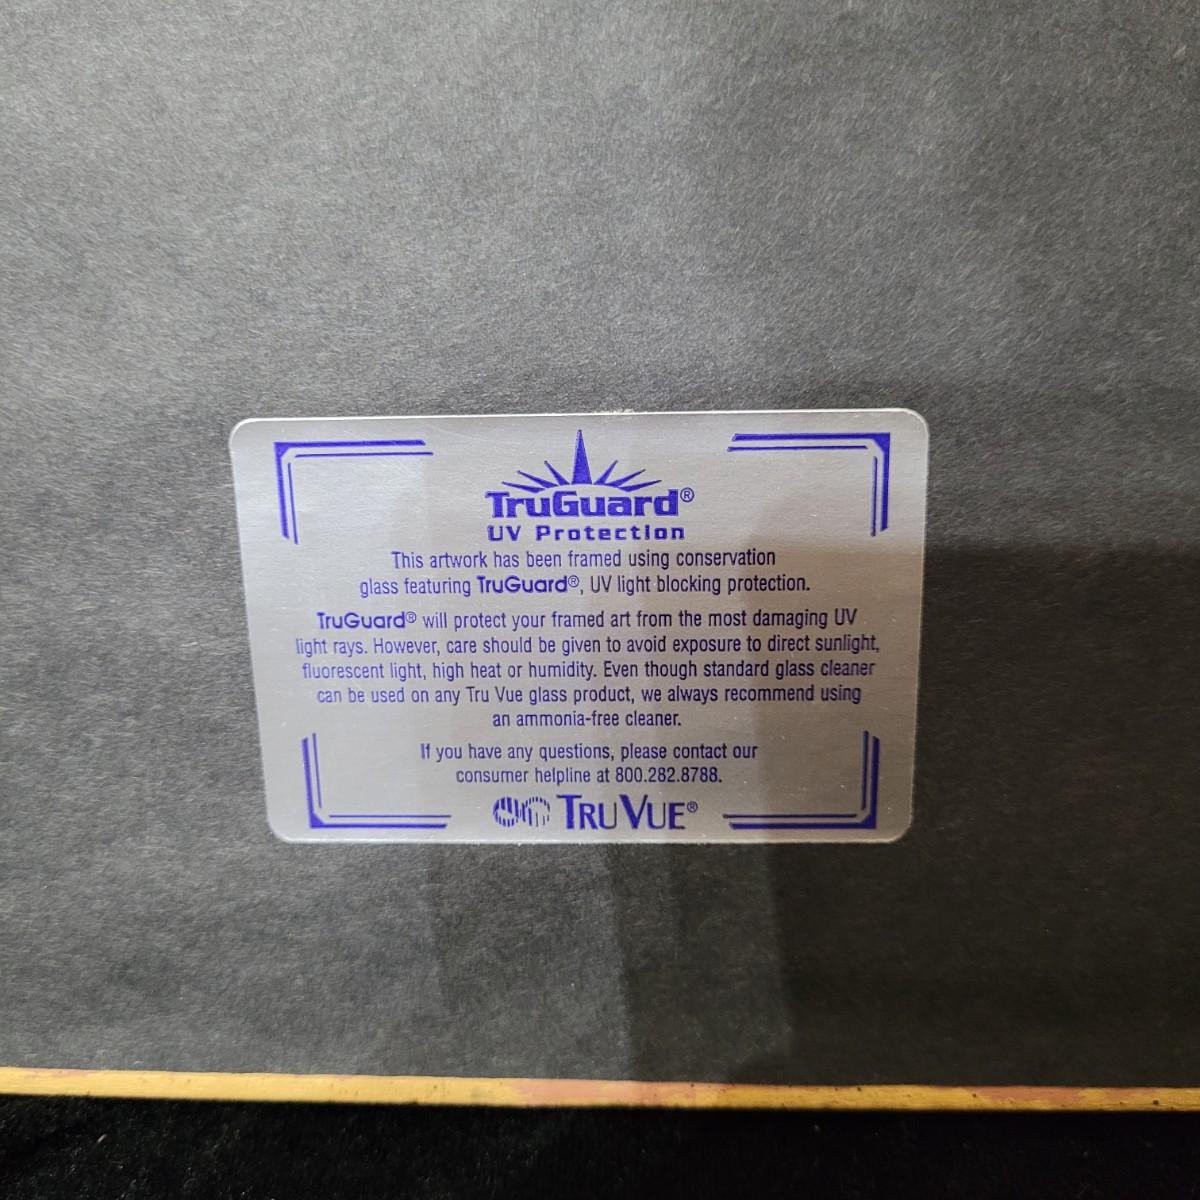 TruGuard®
UV Protection
This artwork has been framed using conservation
glass featuring TruGuard®, UV light blocking protection.
TruGuard® will protect your framed art from the most damaging UV
light rays. However, care should be given to avoid exposure to direct sunlight,
fluorescent light, high heat or humidity. Even though standard glass cleaner
can be used on any Tru Vue glass product, we always recommend using
an ammonia-free cleaner.
If you have any questions, please contact our
consumer helpline at 800.282.8788.
TRU VUE®